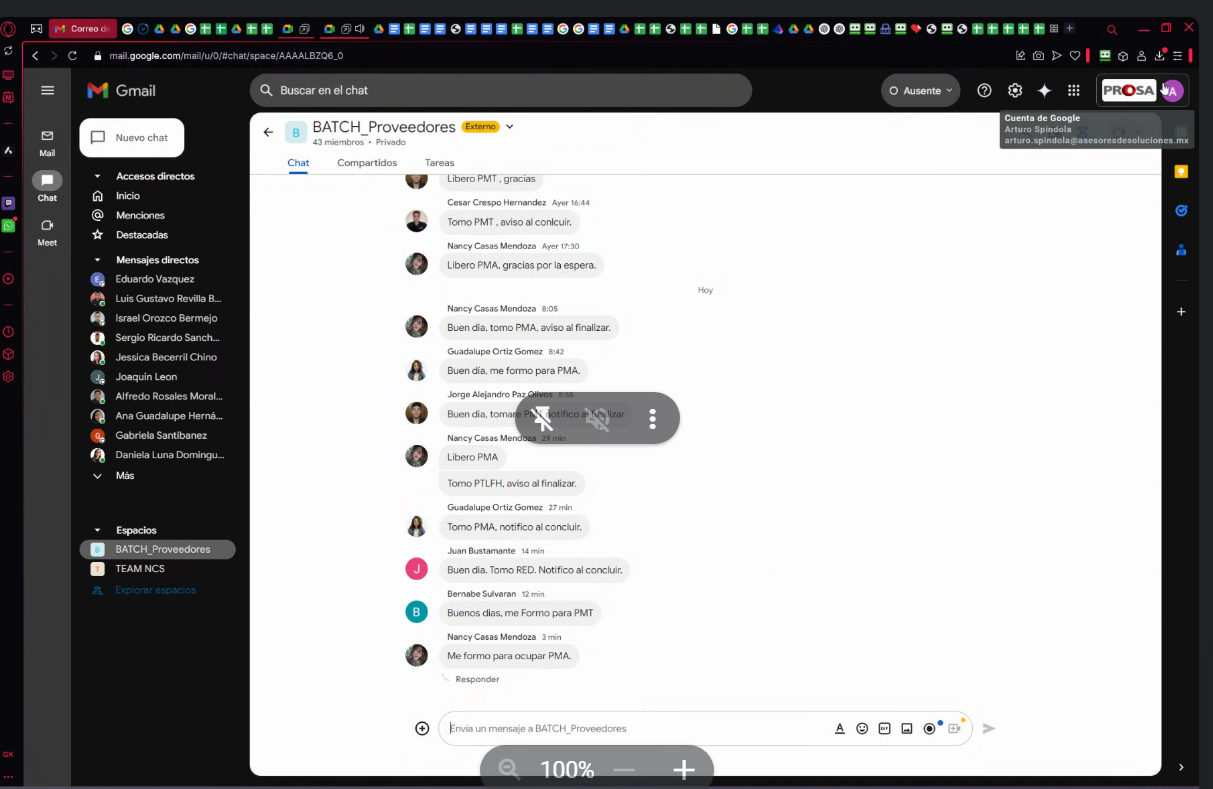 Correo de
mail.google.com/mail/u/0/#chat/space/AAAALBZQ6_0
Gmail
Buscar en el chat
Ausente
PROSA
A
Cuenta de Google
Arturo Spindola
arturo.spindola@asesoresdesoluciones.mx
Mail
Chat
Meet
Nuevo chat
Accesos directos
Inicio
Menciones
Destacadas
Mensajes directos
Eduardo Vazquez
Luis Gustavo Revilla B...
Israel Orozco Bermejo
Sergio Ricardo Sanch...
Jessica Becerril Chino
Joaquin Leon
Alfredo Rosales Moral...
Ana Guadalupe Herná...
Gabriela Santibanez
Daniela Luna Domingu...
Más
Espacios
B BATCH_Proveedores
T TEAM NCS
Explorar espacios
GX
B
BATCH_Proveedores Externo
43 miembros • Privado
Chat Compartidos Tareas
Libero PMT , gracias
Cesar Crespo Hernandez Ayer 16:44
Tomo PMT , aviso al conlcuir.
Nancy Casas Mendoza Ayer 17:30
Libero PMA, gracias por la espera.
Hoy
Nancy Casas Mendoza 8:05
Buen día, tomo PMA, aviso al finalizar.
Guadalupe Ortiz Gomez 8:42
Buen día, me formo para PMA.
Jorge Alejandro Paz Olivos 8:55
Buen día, tomare PMT notifico al finalizar
Nancy Casas Mendoza 29 min
Libero PMA
Tomo PTLFH, aviso al finalizar.
Guadalupe Ortiz Gomez 27 min
Tomo PMA, notifico al concluir.
Juan Bustamante 14 min
J
Buen día. Tomo RED. Notifico al concluir.
Bernabe Sulvaran 12 min
B
Buenos días, me Formo para PMT
Nancy Casas Mendoza 3 min
Me formo para ocupar PMA.
Responder
Envía un mensaje a BATCH_Proveedores
GIF
100%